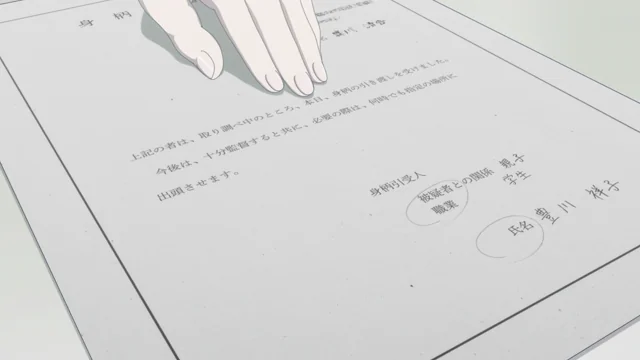 身柄
豊川 清告
上記の者は、取り調べ中のところ、本日、身柄の引き渡しを受けました。
今後は、十分監督すると共に、必要の際は、何時でも指定の場所に
出頭させます。
身柄引受人
被疑者との関係 親子
職業 学生
氏名 豊川 祥子